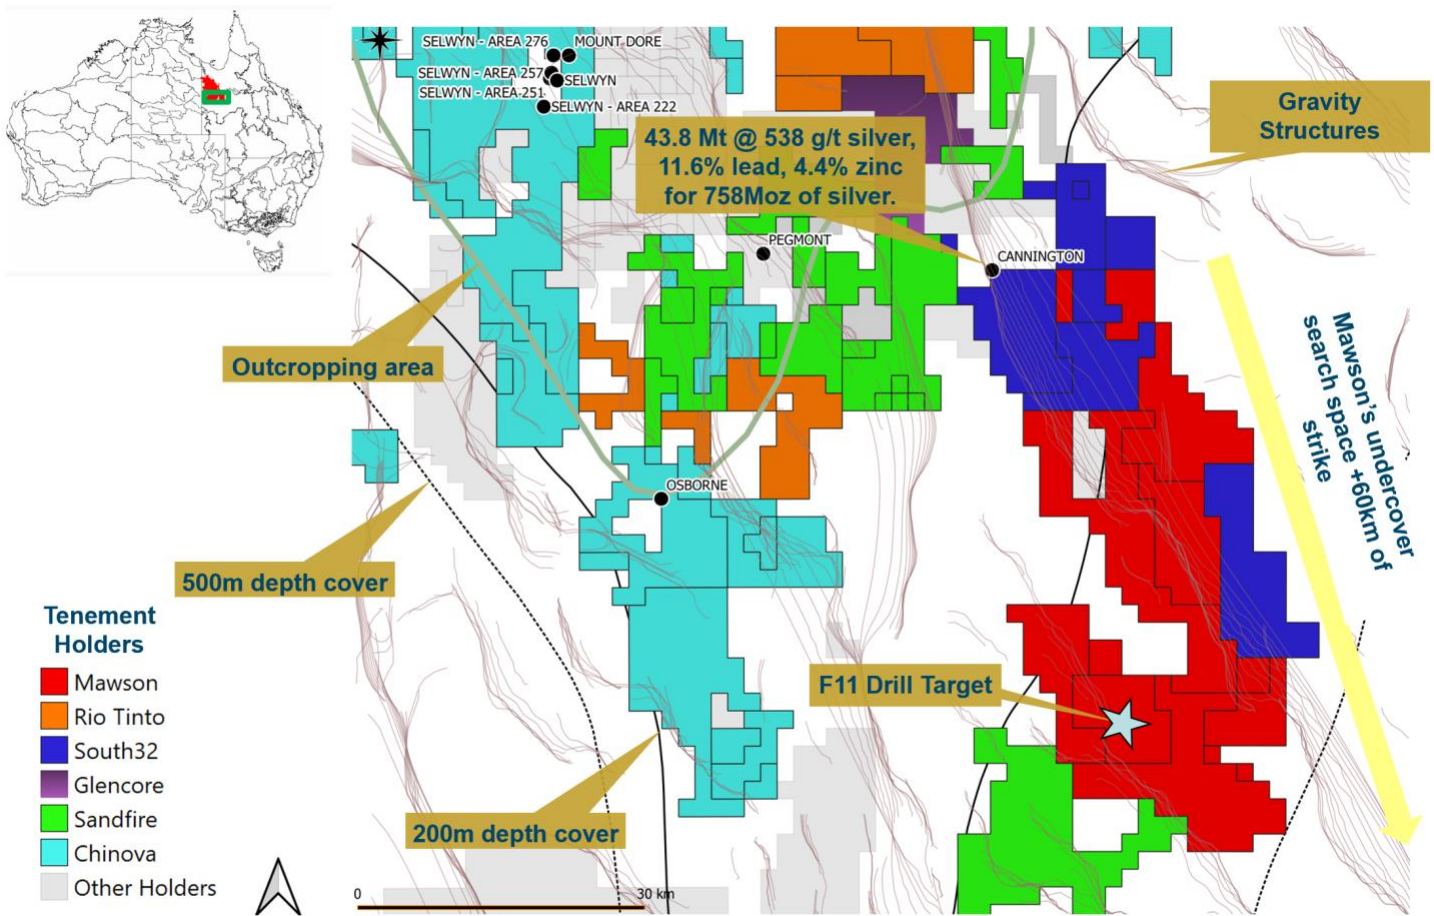 SELWYN - AREA 276
MOUNT DORE
SELWYN - AREA 257
SELWYN
SELWYN - AREA 251
SELWYN - AREA 222
Gravity
Structures
43.8 Mt @ 538 g/t silver,
11.6% lead, 4.4% zinc
for 758Moz of silver.
PEGMONT
CANNINGTON
Outcropping area
Mawson's undercover
search space +60km of
strike
OSBORNE
500m depth cover
F11 Drill Target
200m depth cover
Tenement
Holders
Mawson
Rio Tinto
South32
Glencore
Sandfire
Chinova
Other Holders
0
30 km